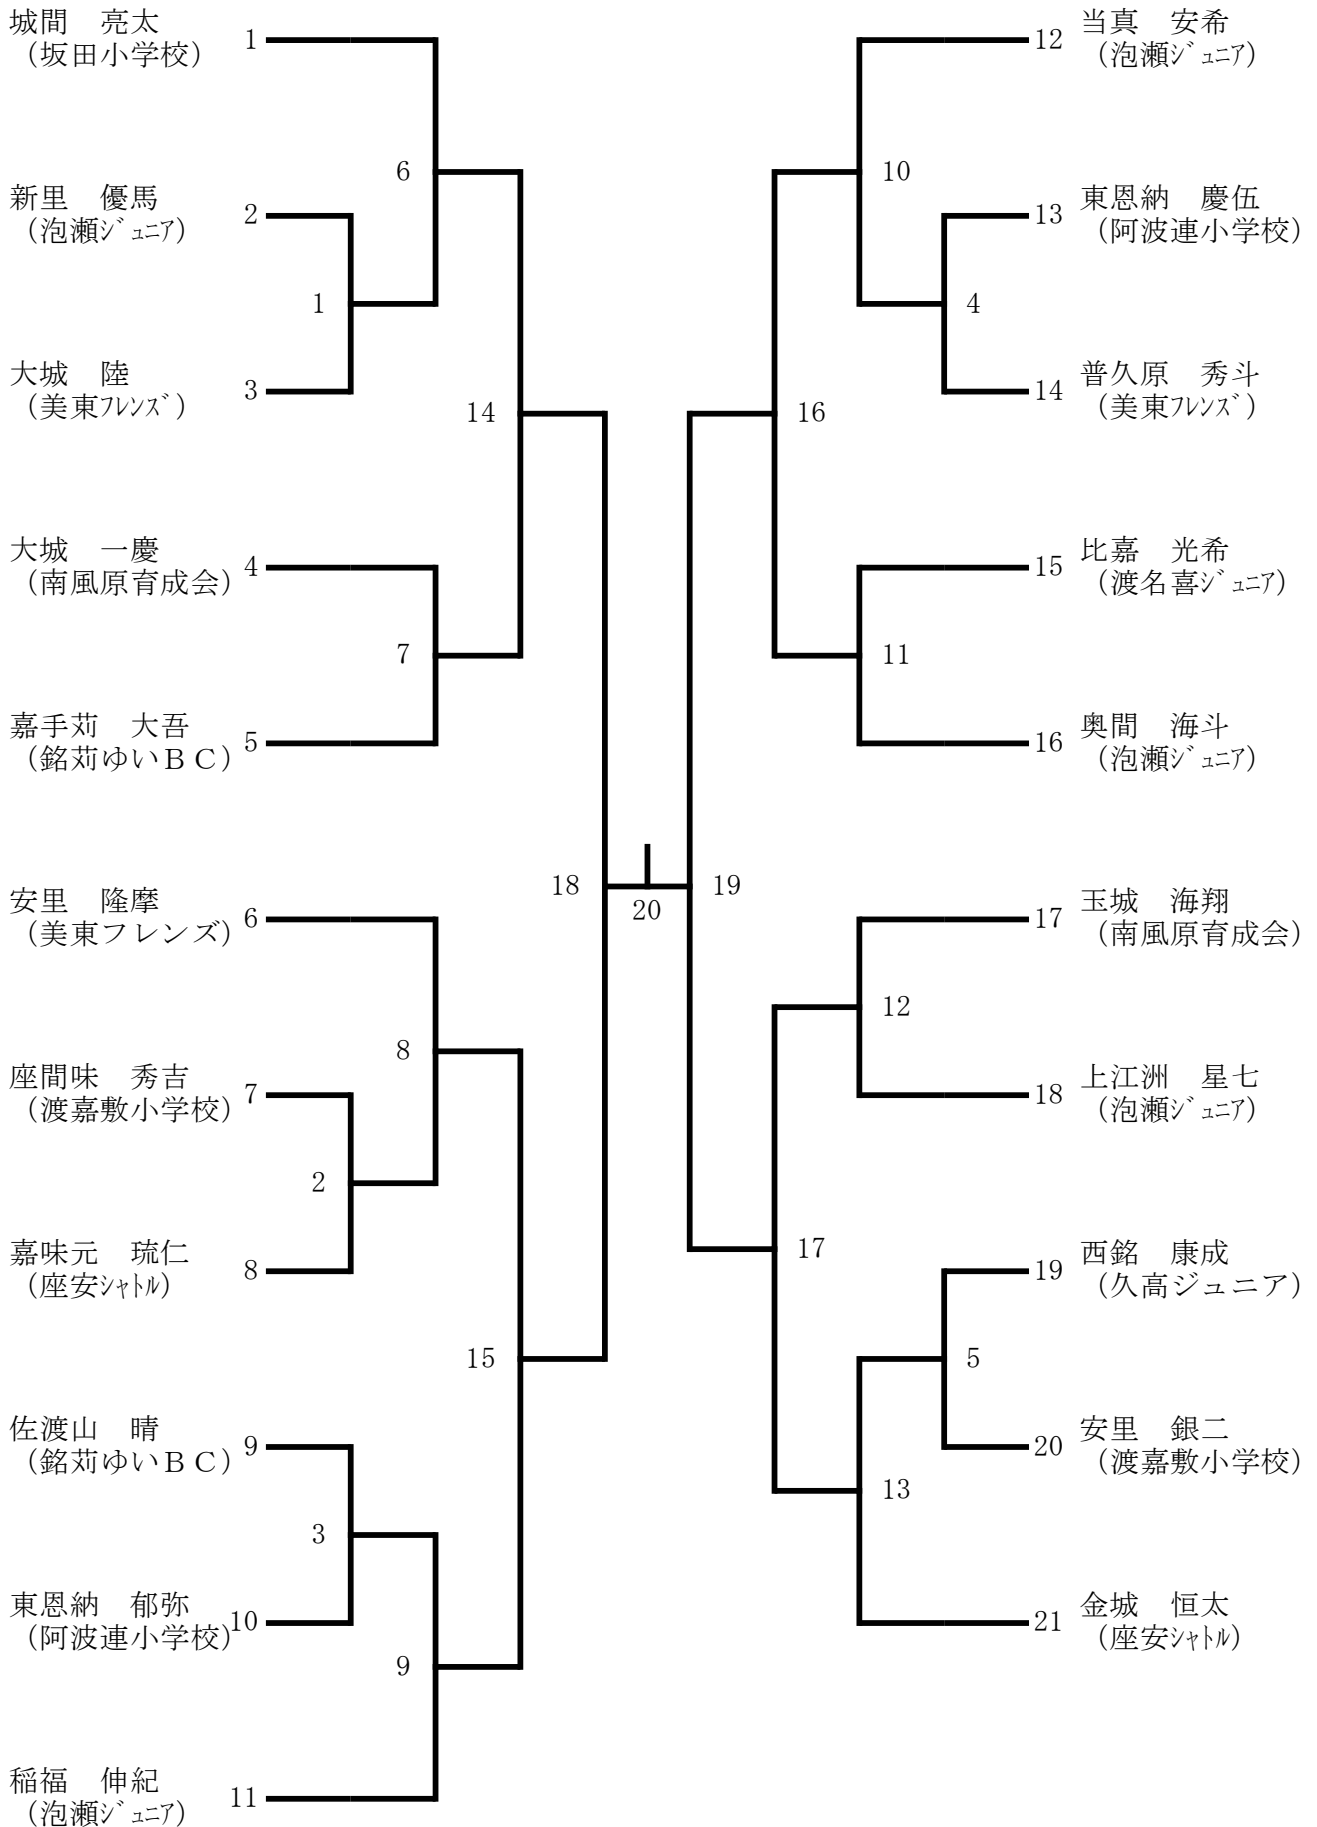 城間　亮太
（坂田小学校）
1
新里　優馬
（泡瀬ｼﾞｭﾆｱ）
2
大城　陸
（美東ﾌﾚﾝｽﾞ）
3
大城　一慶
（南風原育成会）
4
嘉手苅　大吾
（銘苅ゆいＢＣ）
5
安里　隆摩
（美東フレンズ）
6
座間味　秀吉
（渡嘉敷小学校）
7
嘉味元　琉仁
（座安ｼｬﾄﾙ）
8
佐渡山　晴
（銘苅ゆいＢＣ）
9
東恩納　郁弥
（阿波連小学校）
10
稲福　伸紀
（泡瀬ｼﾞｭﾆｱ）
11
1
2
3
6
7
8
9
14
15
18
20
19
16
17
10
11
12
13
4
5
12
当真　安希
（泡瀬ｼﾞｭﾆｱ）
13
東恩納　慶伍
（阿波連小学校）
14
普久原　秀斗
（美東ﾌﾚﾝｽﾞ）
15
比嘉　光希
（渡名喜ｼﾞｭﾆｱ）
16
奥間　海斗
（泡瀬ｼﾞｭﾆｱ）
17
玉城　海翔
（南風原育成会）
18
上江洲　星七
（泡瀬ｼﾞｭﾆｱ）
19
西銘　康成
（久高ジュニア）
20
安里　銀二
（渡嘉敷小学校）
21
金城　恒太
（座安ｼｬﾄﾙ）